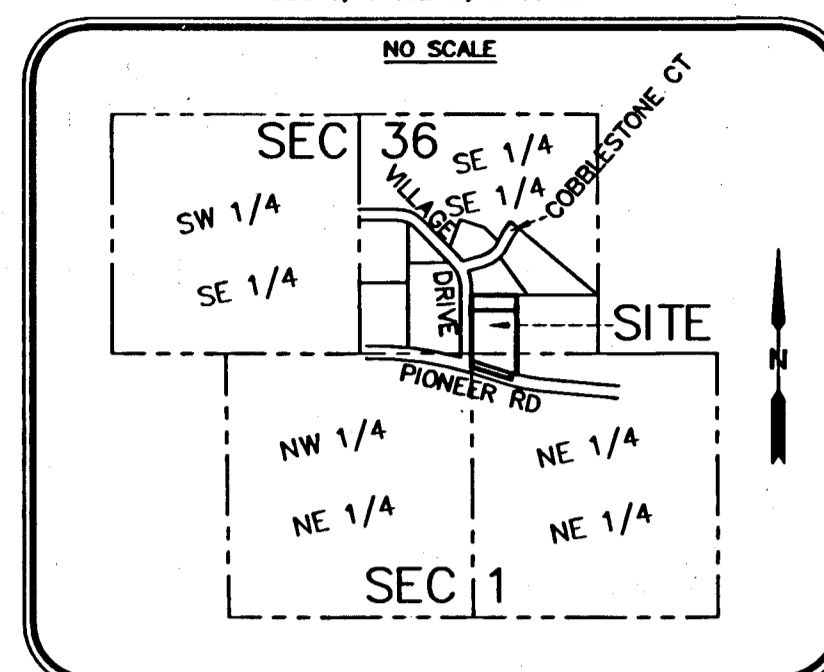 NO SCALE
SEC 36
SE 1/4
SE 1/4
COBBLESTONE CT
VILLAGE
DRIVE
SW 1/4
SE 1/4
SITE
N
PIONEER RD
NW 1/4
NE 1/4
NE 1/4
NE 1/4
SEC 1